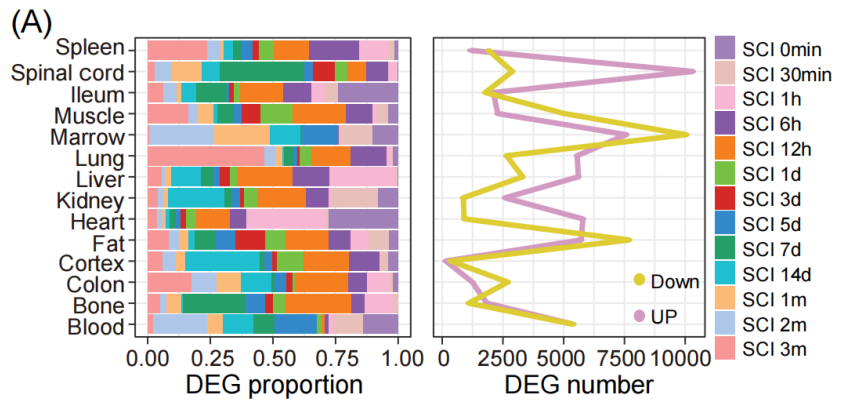 (A)
Spleen
Spinal cord
Ileum
Muscle
Marrow
Lung
Liver
Kidney
Heart
Fat
Cortex
Colon
Bone
Blood
0.00 0.25 0.50 0.75 1.00
DEG proportion
Down
UP
0 2500 5000 7500 10000
DEG number
SCI 0min
SCI 30min
SCI 1h
SCI 6h
SCI 12h
SCI 1d
SCI 3d
SCI 5d
SCI 7d
SCI 14d
SCI 1m
SCI 2m
SCI 3m